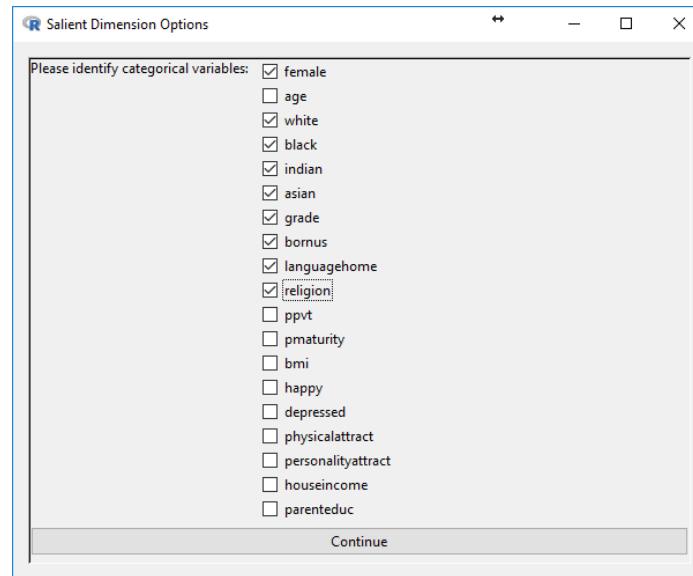 Salient Dimension Options
Please identify categorical variables:
female
age
white
black
indian
asian
grade
bornus
languagehome
religion
ppvt
pmaturity
bmi
happy
depressed
physicalattract
personalityattract
houseincome
parenteduc
Continue